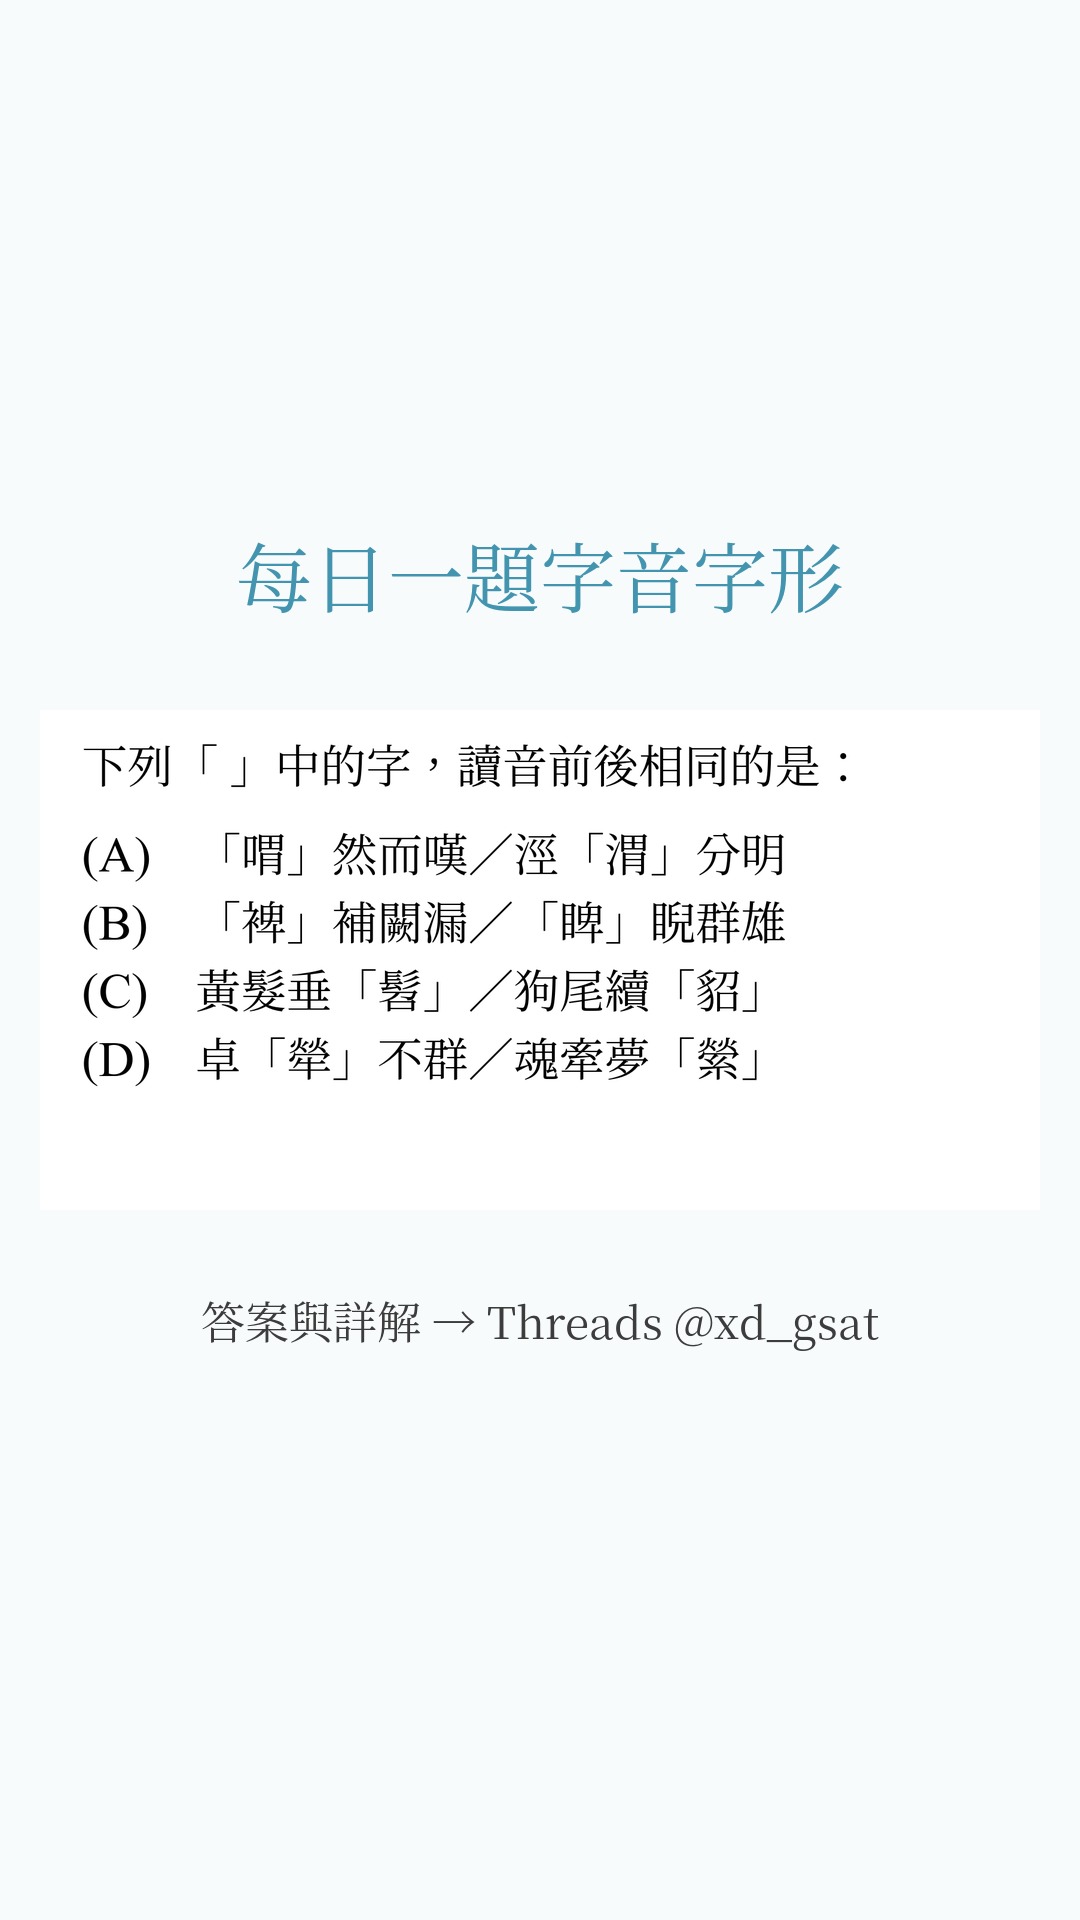 每日一題字音字形
下列「 」中的字，讀音前後相同的是：
(A) 「喟」然而嘆／涇「渭」分明
(B) 「裨」補闕漏／「睥」睨群雄
(C) 黃髮垂「髫」／狗尾續「貂」
(D) 卓「犖」不群／魂牽夢「縈」
答案與詳解 → Threads @xd_gsat